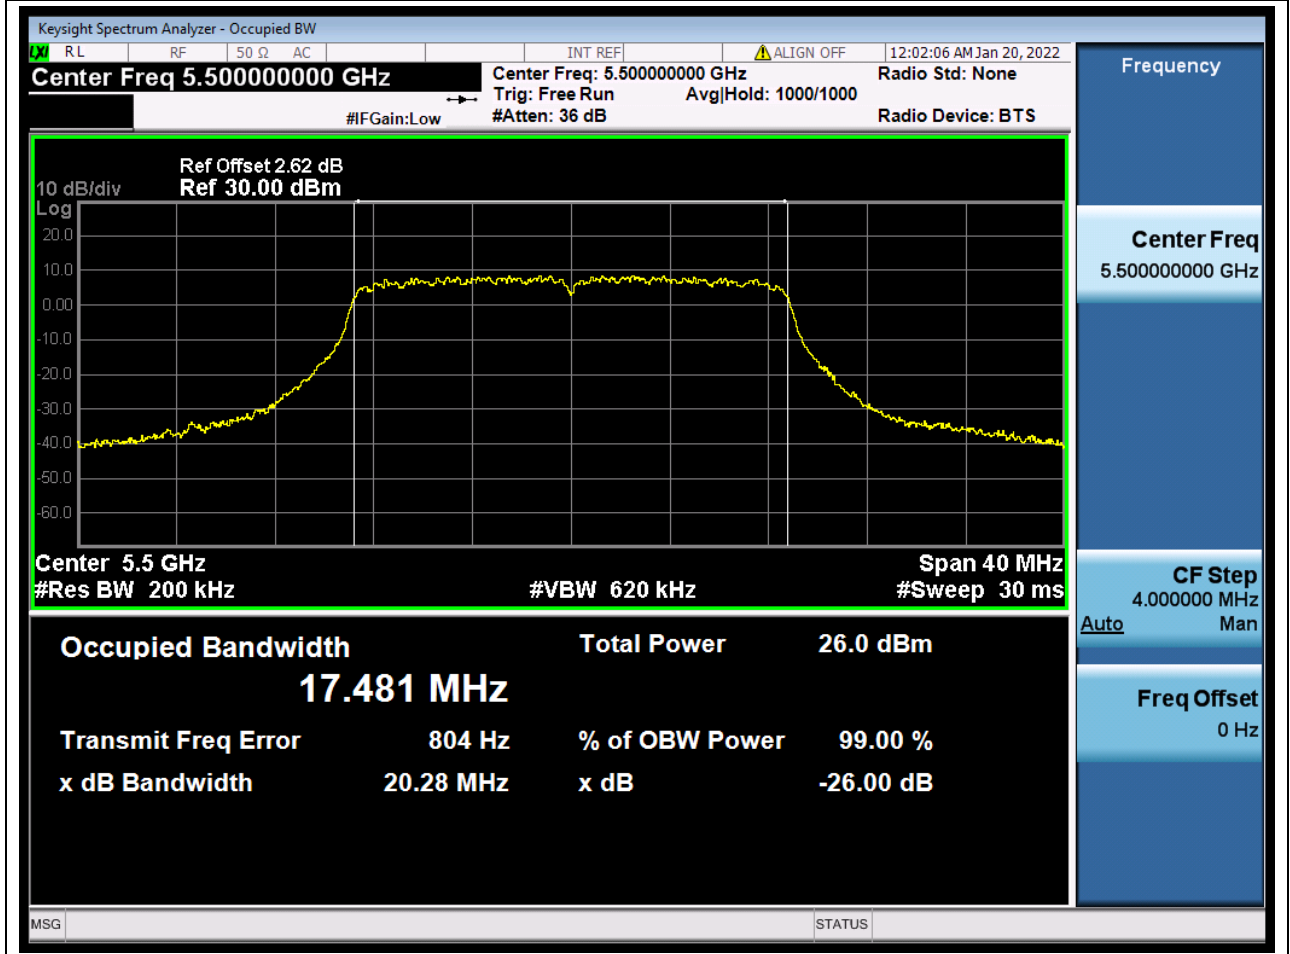 Keysight Spectrum Analyzer - Occupied BW
LXI RL RF 50 Ω AC INT REF ALIGN OFF 12:02:06 AM Jan 20, 2022
Center Freq 5.500000000 GHz
Center Freq: 5.500000000 GHz
Radio Std: None
Trig: Free Run Avg|Hold: 1000/1000
#IFGain:Low
#Atten: 36 dB
Radio Device: BTS
Frequency
Ref Offset 2.62 dB
10 dB/div Ref 30.00 dBm
Log
20.0
10.0
0.00
-10.0
-20.0
-30.0
-40.0
-50.0
-60.0
Center 5.5 GHz Span 40 MHz
#Res BW 200 kHz #VBW 620 kHz #Sweep 30 ms
Occupied Bandwidth Total Power 26.0 dBm
17.481 MHz
Transmit Freq Error 804 Hz % of OBW Power 99.00 %
x dB Bandwidth 20.28 MHz x dB -26.00 dB
Center Freq
5.500000000 GHz
CF Step
4.000000 MHz
Auto Man
Freq Offset
0 Hz
MSG STATUS